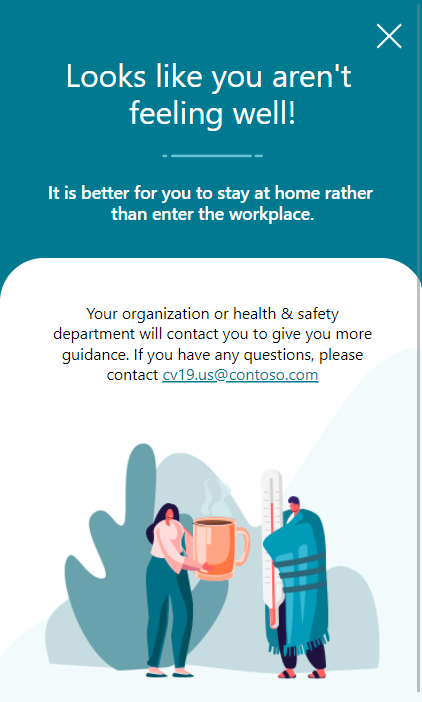 Looks like you aren't
feeling well!
It is better for you to stay at home rather
than enter the workplace.
Your organization or health & safety
department will contact you to give you more
guidance. If you have any questions, please
contact cv19.us@contoso.com